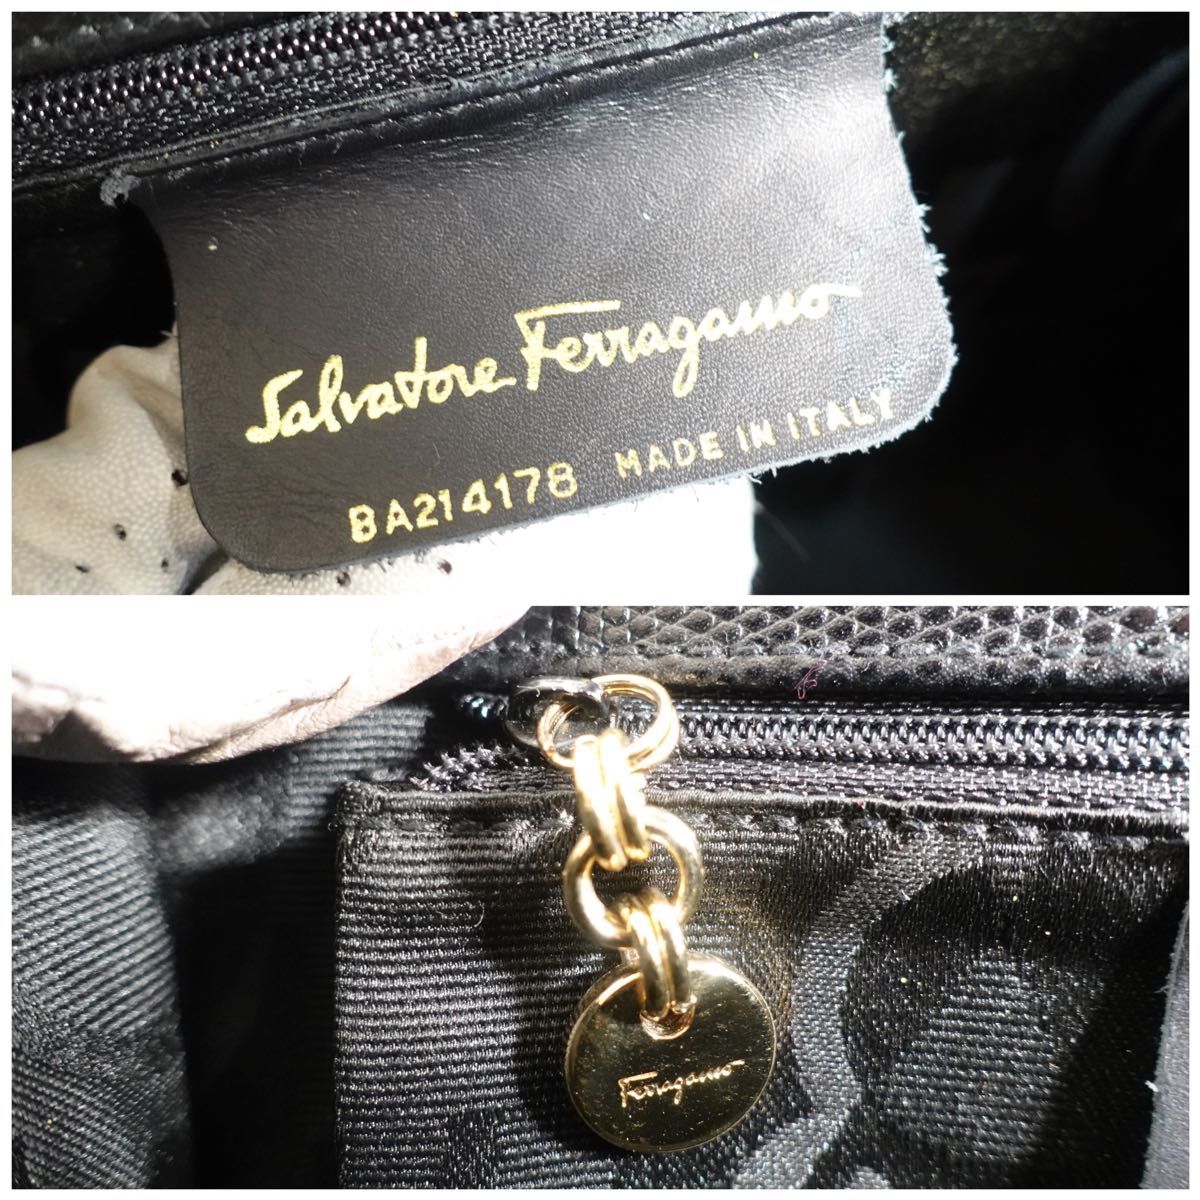 Salvatore Ferragamo
BA214178 MADE IN ITALY
Ferragamo